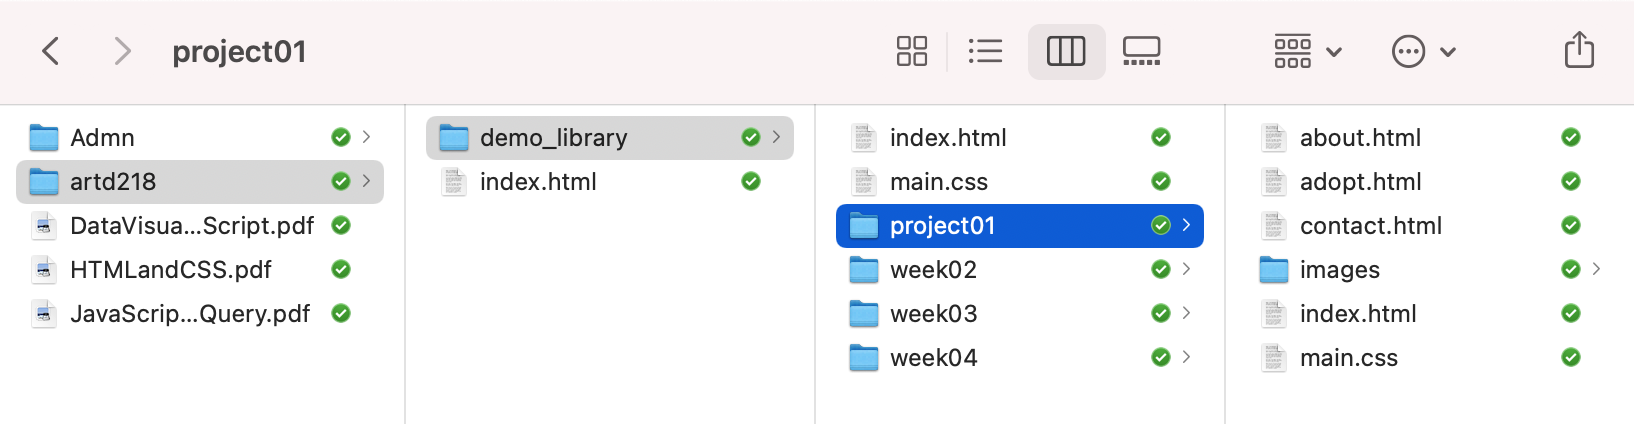 project01
Admn
artd218
DataVisua...Script.pdf
HTMLandCSS.pdf
JavaScrip...Query.pdf
demo_library
index.html
index.html
main.css
project01
week02
week03
week04
about.html
adopt.html
contact.html
images
index.html
main.css